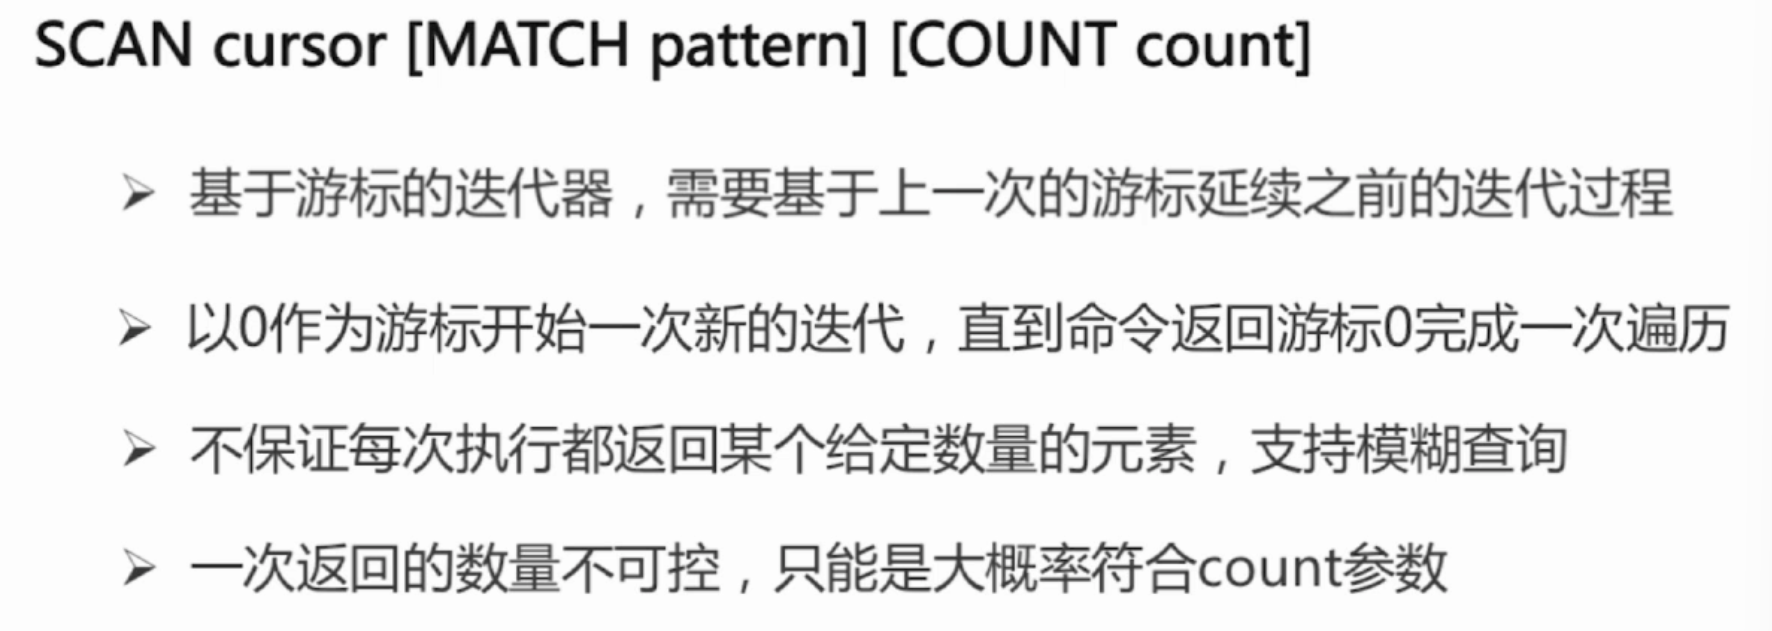 SCAN cursor [MATCH pattern] [COUNT count]
基于游标的迭代器，需要基于上一次的游标延续之前的迭代过程
以0作为游标开始一次新的迭代，直到命令返回游标0完成一次遍历
不保证每次执行都返回某个给定数量的元素，支持模糊查询
一次返回的数量不可控，只能是大概率符合count参数